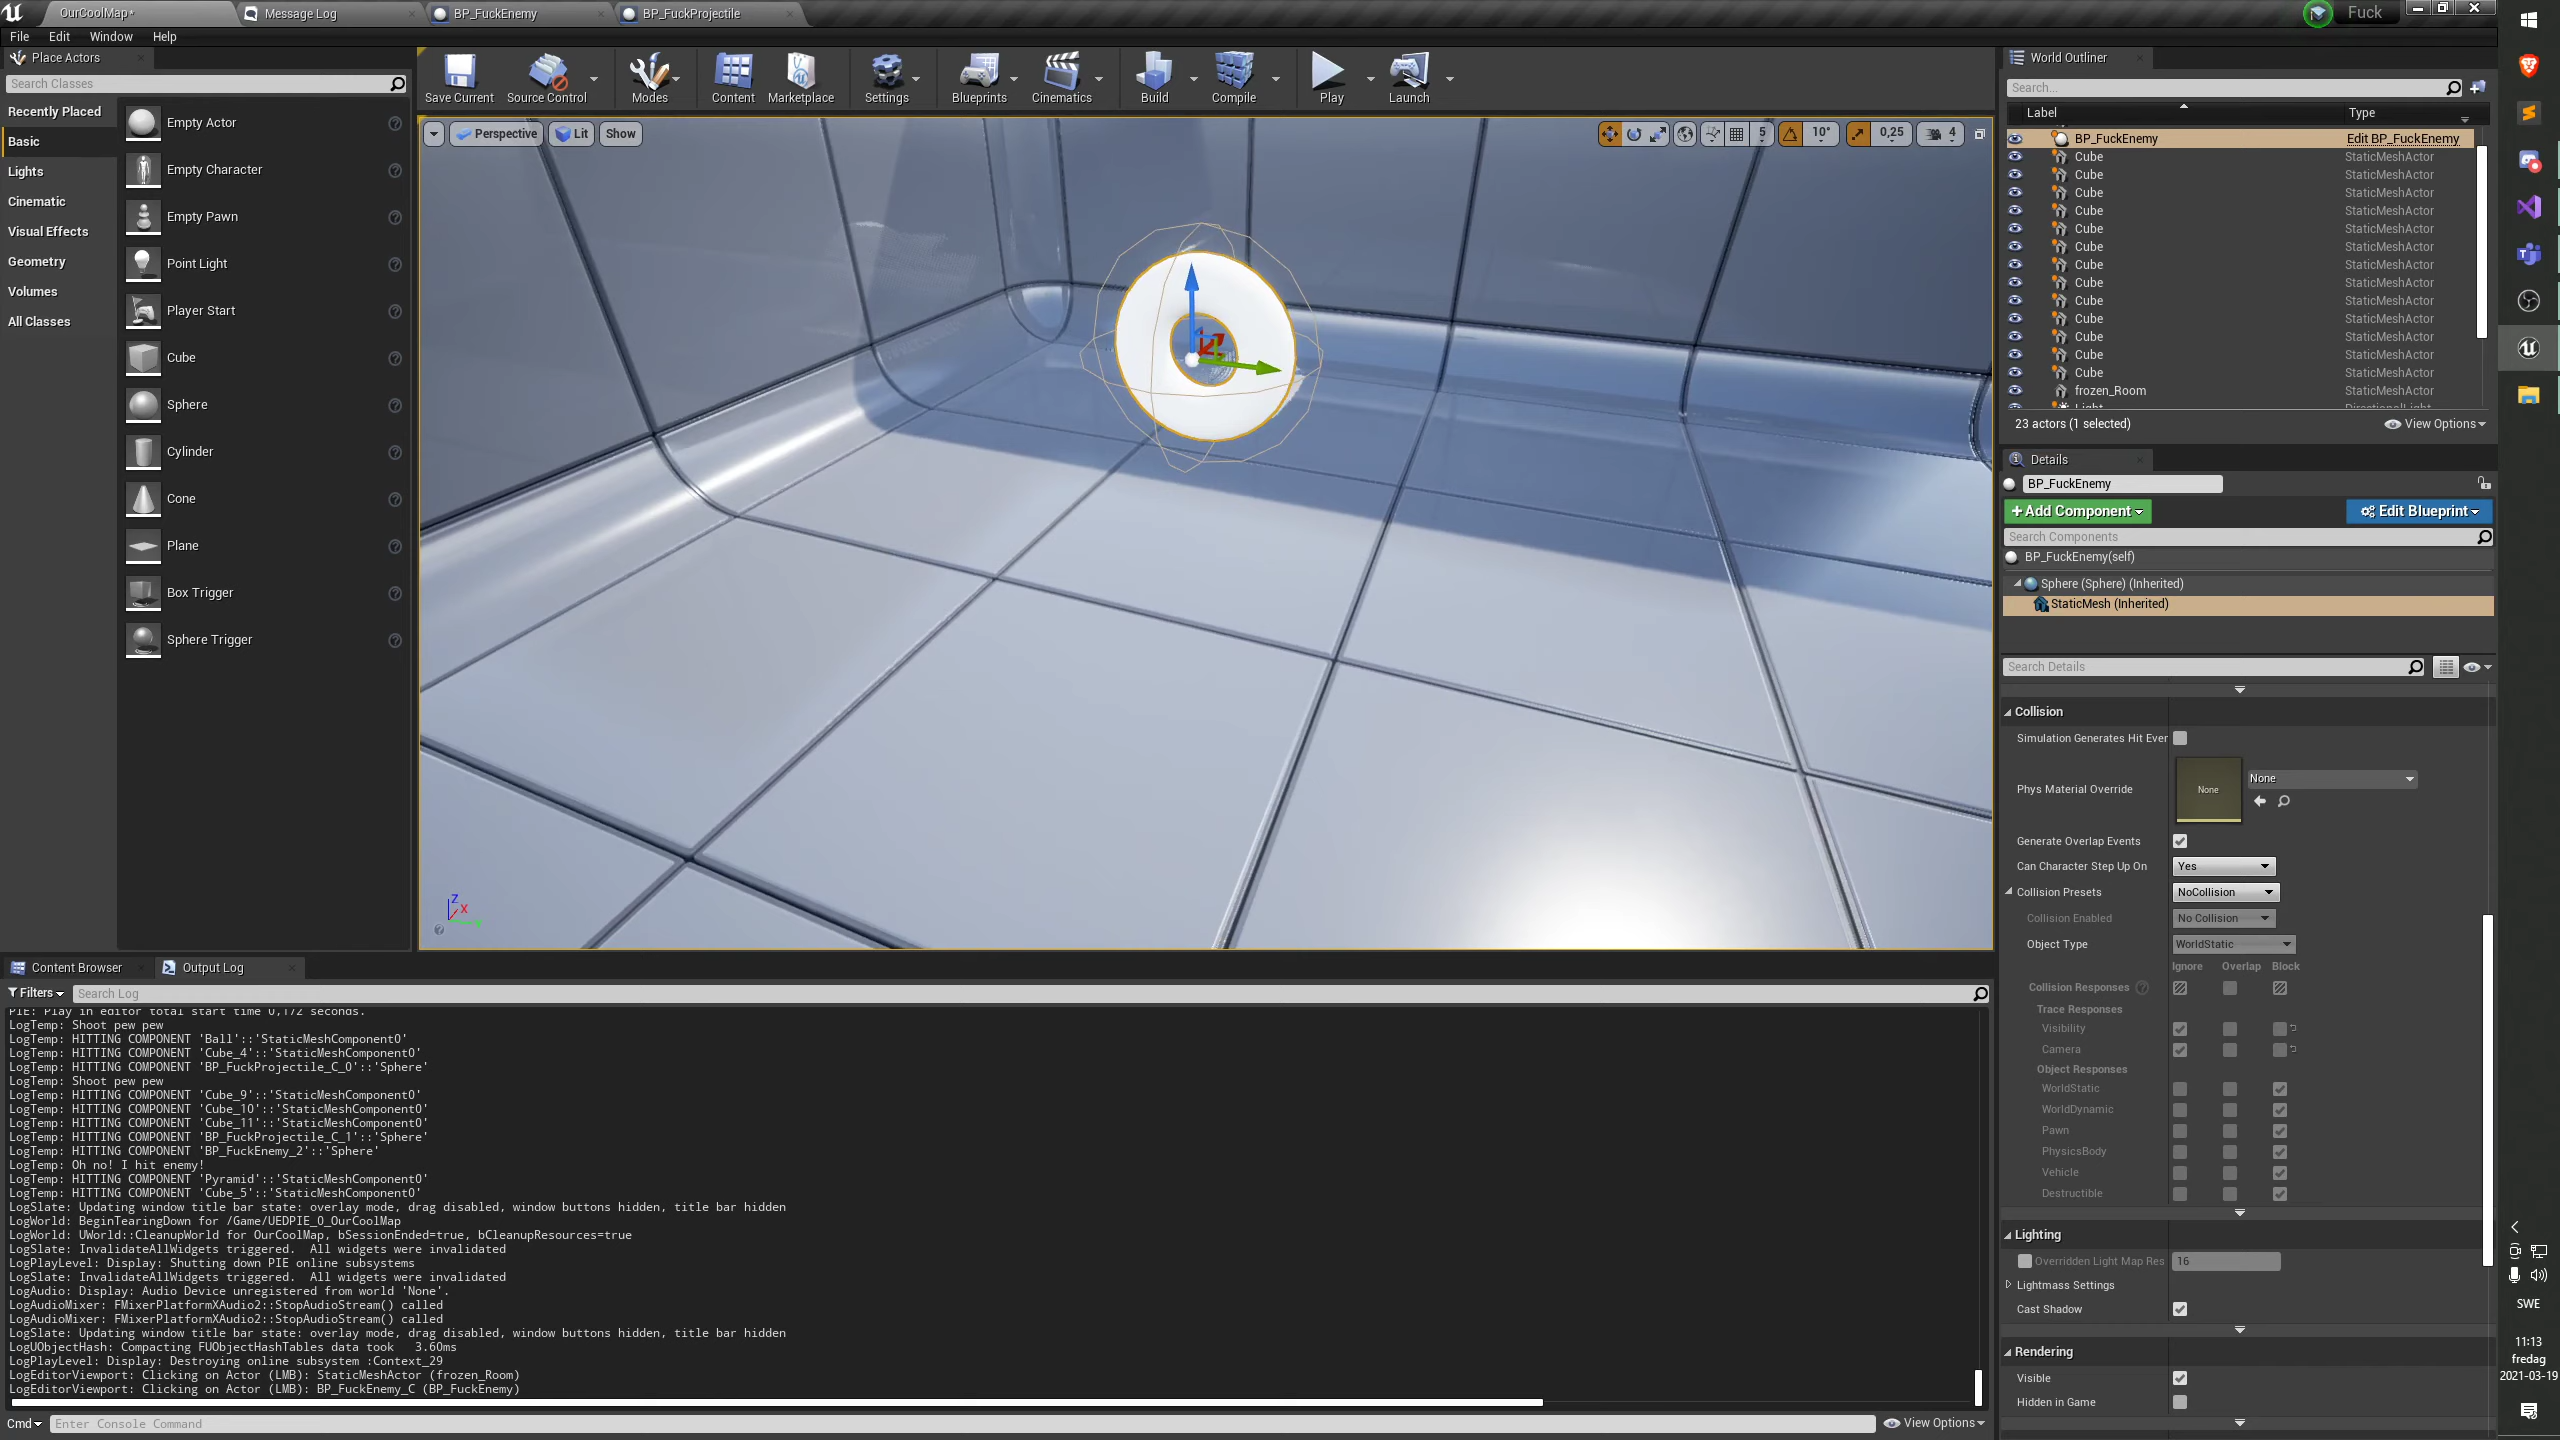 OurCoolMap*
Message Log
BP_FuckEnemy
BP_FuckProjectile
Fuck
File
Edit
Window
Help
Place Actors
Search Classes
Recently Placed
Basic
Lights
Cinematic
Visual Effects
Geometry
Volumes
All Classes
Empty Actor
Empty Character
Empty Pawn
Point Light
Player Start
Cube
Sphere
Cylinder
Cone
Plane
Box Trigger
Sphere Trigger
Save Current
Source Control
Modes
Content
Marketplace
Settings
Blueprints
Cinematics
Build
Compile
Play
Launch
Perspective
Lit
Show
5
10°
0,25
4
Z
X
World Outliner
Search...
Label
Type
BP_FuckEnemy Edit BP_FuckEnemy
Cube StaticMeshActor
Cube StaticMeshActor
Cube StaticMeshActor
Cube StaticMeshActor
Cube StaticMeshActor
Cube StaticMeshActor
Cube StaticMeshActor
Cube StaticMeshActor
Cube StaticMeshActor
Cube StaticMeshActor
Cube StaticMeshActor
Cube StaticMeshActor
Cube StaticMeshActor
frozen_Room StaticMeshActor
Light DirectionalLight
23 actors (1 selected)
View Options
Details
BP_FuckEnemy
+Add Component
Edit Blueprint
Search Components
BP_FuckEnemy(self)
Sphere (Sphere) (Inherited)
StaticMesh (Inherited)
Search Details
Collision
Simulation Generates Hit Ever
Phys Material Override
None
None
Generate Overlap Events
Can Character Step Up On
Yes
Collision Presets
NoCollision
Collision Enabled
No Collision
Object Type
WorldStatic
Ignore
Overlap
Block
Collision Responses
Trace Responses
Visibility
Camera
Object Responses
WorldStatic
WorldDynamic
Pawn
PhysicsBody
Vehicle
Destructible
Lighting
Overridden Light Map Res
16
Lightmass Settings
Cast Shadow
Rendering
Visible
Hidden in Game
Content Browser
Output Log
Filters
Search Log
PIE: Play in editor total start time 0,172 seconds.
LogTemp: Shoot pew pew
LogTemp: HITTING COMPONENT 'Ball'::'StaticMeshComponent0'
LogTemp: HITTING COMPONENT 'Cube_4'::'StaticMeshComponent0'
LogTemp: HITTING COMPONENT 'BP_FuckProjectile_C_0'::'Sphere'
LogTemp: Shoot pew pew
LogTemp: HITTING COMPONENT 'Cube_9'::'StaticMeshComponent0'
LogTemp: HITTING COMPONENT 'Cube_10'::'StaticMeshComponent0'
LogTemp: HITTING COMPONENT 'Cube_11'::'StaticMeshComponent0'
LogTemp: HITTING COMPONENT 'BP_FuckProjectile_C_1'::'Sphere'
LogTemp: HITTING COMPONENT 'BP_FuckEnemy_2'::'Sphere'
LogTemp: Oh no! I hit enemy!
LogTemp: HITTING COMPONENT 'Pyramid'::'StaticMeshComponent0'
LogTemp: HITTING COMPONENT 'Cube_5'::'StaticMeshComponent0'
LogSlate: Updating window title bar state: overlay mode, drag disabled, window buttons hidden, title bar hidden
LogWorld: BeginTearingDown for /Game/UEDPIE_0_OurCoolMap
LogWorld: UWorld::CleanupWorld for OurCoolMap, bSessionEnded=true, bCleanupResources=true
LogSlate: InvalidateAllWidgets triggered.  All widgets were invalidated
LogPlayLevel: Display: Shutting down PIE online subsystems
LogSlate: InvalidateAllWidgets triggered.  All widgets were invalidated
LogAudio: Display: Audio Device unregistered from world 'None'.
LogAudioMixer: FMixerPlatformXAudio2::StopAudioStream() called
LogAudioMixer: FMixerPlatformXAudio2::StopAudioStream() called
LogSlate: Updating window title bar state: overlay mode, drag disabled, window buttons hidden, title bar hidden
LogUObjectHash: Compacting FUObjectHashTables data took   3.60ms
LogPlayLevel: Display: Destroying online subsystem :Context_29
LogEditorViewport: Clicking on Actor (LMB): StaticMeshActor (frozen_Room)
LogEditorViewport: Clicking on Actor (LMB): BP_FuckEnemy_C (BP_FuckEnemy)
Cmd
Enter Console Command
View Options
SWE
11:13
fredag
2021-03-19